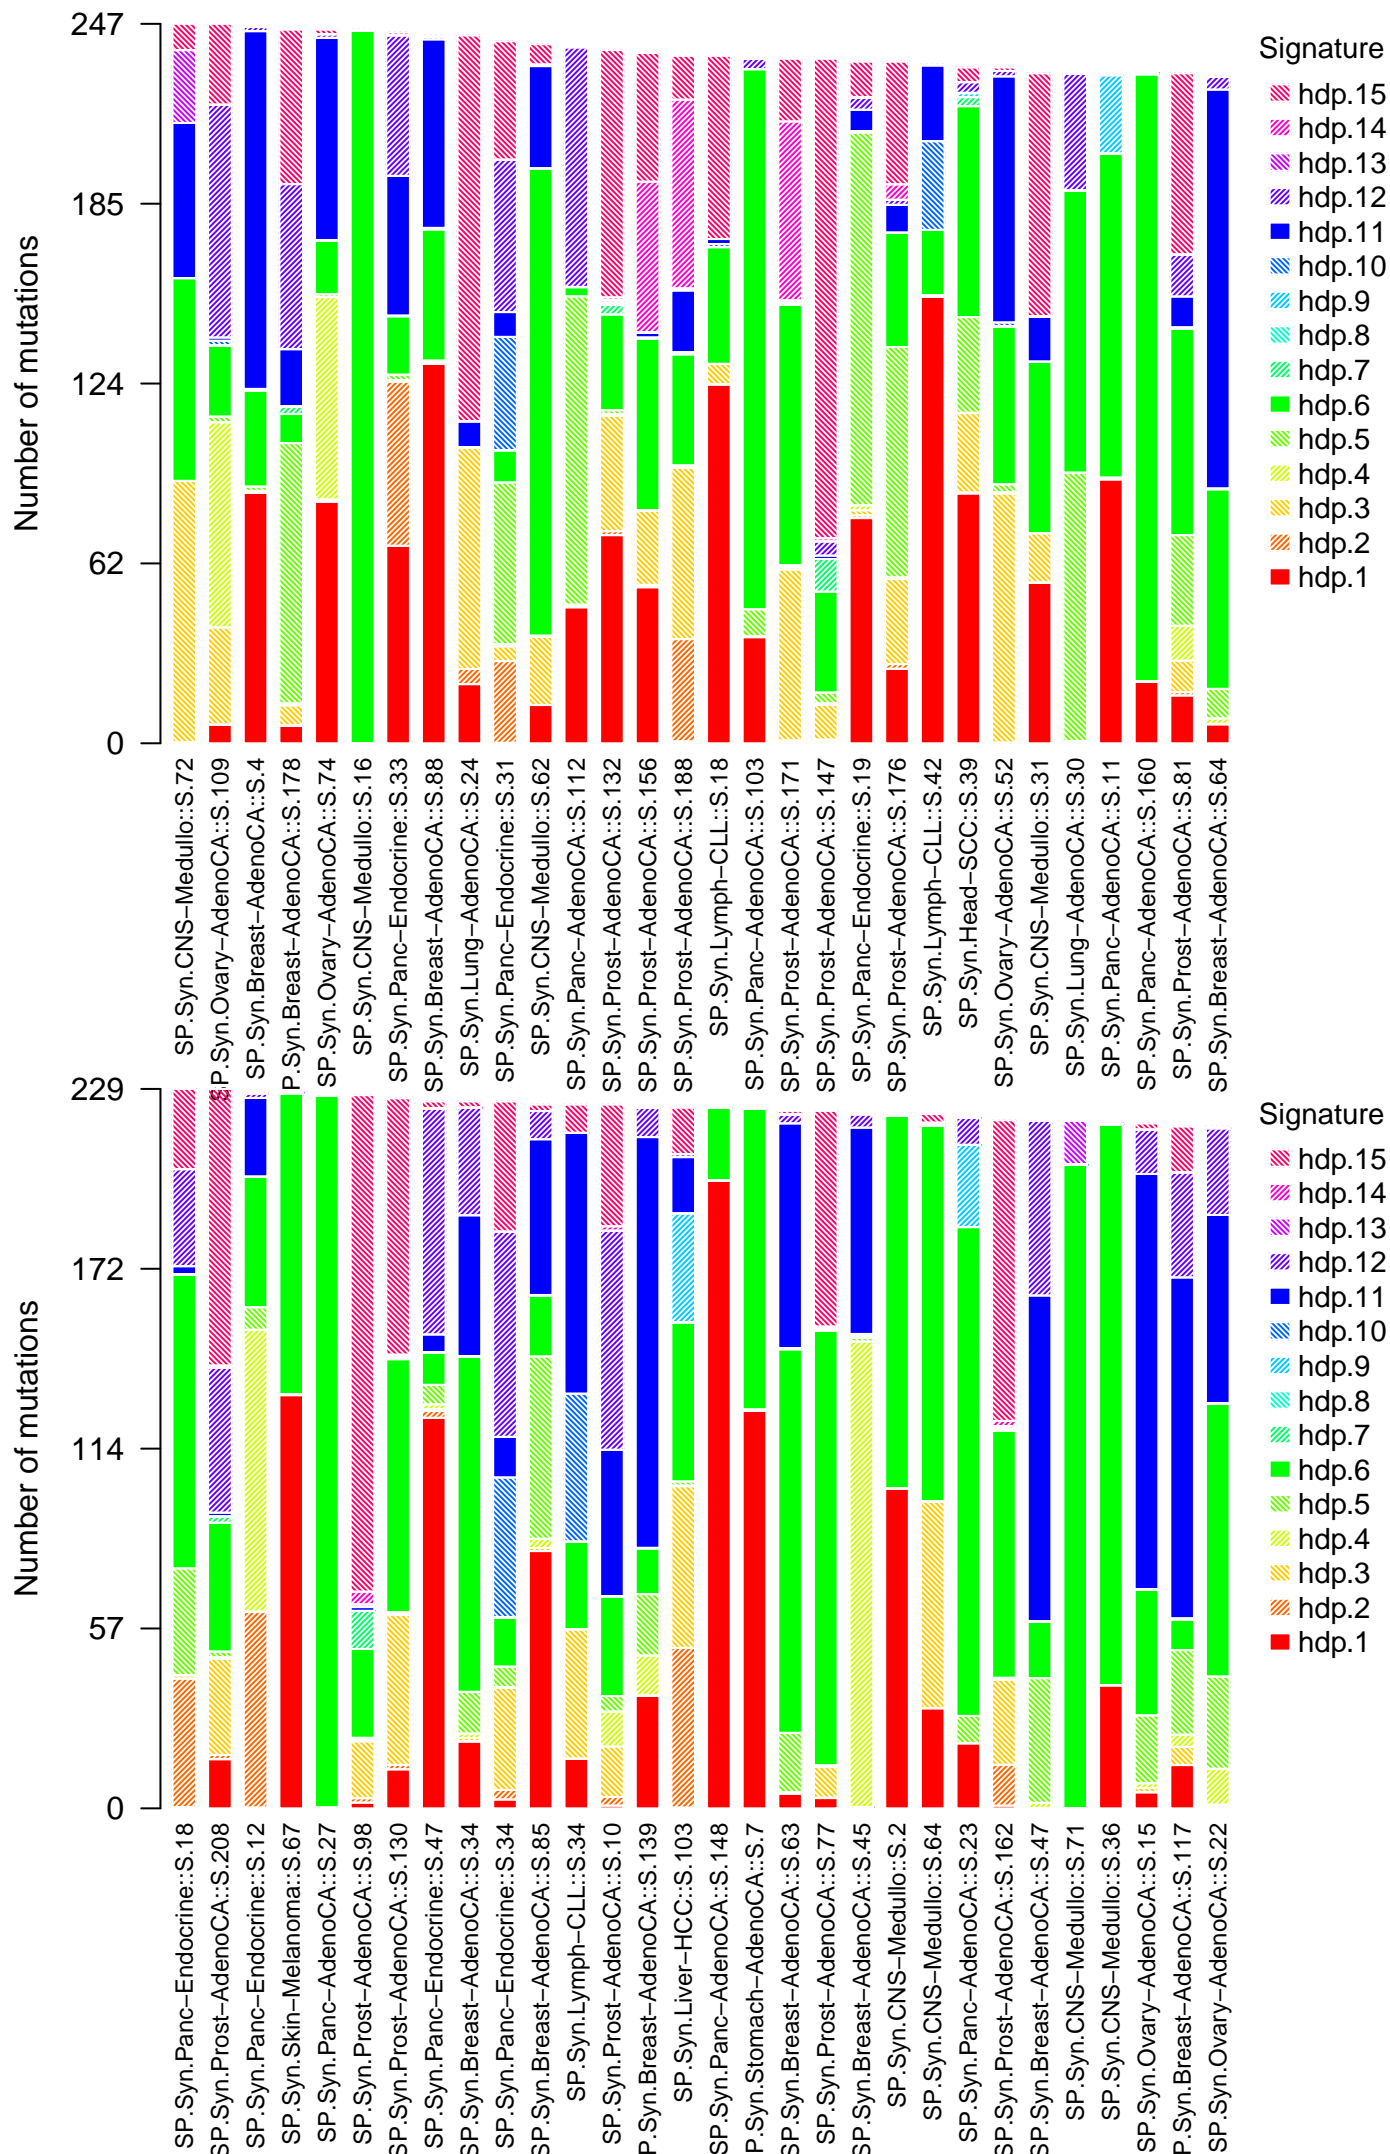 Number of mutations
247
185
124
62
0
SP.Syn.CNS−Medullo::S.72
SP.Syn.Ovary−AdenoCA::S.109
SP.Syn.Breast−AdenoCA::S.4
P.Syn.Breast−AdenoCA::S.178
SP.Syn.Ovary−AdenoCA::S.74
SP.Syn.CNS−Medullo::S.16
SP.Syn.Panc−Endocrine::S.33
SP.Syn.Breast−AdenoCA::S.88
SP.Syn.Lung−AdenoCA::S.24
SP.Syn.Panc−Endocrine::S.31
SP.Syn.CNS−Medullo::S.62
SP.Syn.Panc−AdenoCA::S.112
SP.Syn.Prost−AdenoCA::S.132
SP.Syn.Prost−AdenoCA::S.156
SP.Syn.Prost−AdenoCA::S.188
SP.Syn.Lymph−CLL::S.18
SP.Syn.Panc−AdenoCA::S.103
SP.Syn.Prost−AdenoCA::S.171
SP.Syn.Prost−AdenoCA::S.147
SP.Syn.Panc−Endocrine::S.19
SP.Syn.Prost−AdenoCA::S.176
SP.Syn.Lymph−CLL::S.42
SP.Syn.Head−SCC::S.39
SP.Syn.Ovary−AdenoCA::S.52
SP.Syn.CNS−Medullo::S.31
SP.Syn.Lung−AdenoCA::S.30
SP.Syn.Panc−AdenoCA::S.11
SP.Syn.Panc−AdenoCA::S.160
SP.Syn.Prost−AdenoCA::S.81
SP.Syn.Breast−AdenoCA::S.64
Signature
hdp.15
hdp.14
hdp.13
hdp.12
hdp.11
hdp.10
hdp.9
hdp.8
hdp.7
hdp.6
hdp.5
hdp.4
hdp.3
hdp.2
hdp.1
Number of mutations
229
172
114
57
0
SP.Syn.Panc−Endocrine::S.18
SP.Syn.Prost−AdenoCA::S.208
SP.Syn.Panc−Endocrine::S.12
SP.Syn.Skin−Melanoma::S.67
SP.Syn.Panc−AdenoCA::S.27
SP.Syn.Prost−AdenoCA::S.98
SP.Syn.Prost−AdenoCA::S.130
SP.Syn.Panc−Endocrine::S.47
SP.Syn.Breast−AdenoCA::S.34
SP.Syn.Panc−Endocrine::S.34
SP.Syn.Breast−AdenoCA::S.85
SP.Syn.Lymph−CLL::S.34
SP.Syn.Prost−AdenoCA::S.10
P.Syn.Breast−AdenoCA::S.139
SP.Syn.Liver−HCC::S.103
SP.Syn.Panc−AdenoCA::S.148
P.Syn.Stomach−AdenoCA::S.7
SP.Syn.Breast−AdenoCA::S.63
SP.Syn.Prost−AdenoCA::S.77
SP.Syn.Breast−AdenoCA::S.45
SP.Syn.CNS−Medullo::S.2
SP.Syn.CNS−Medullo::S.64
SP.Syn.Panc−AdenoCA::S.23
SP.Syn.Prost−AdenoCA::S.162
SP.Syn.Breast−AdenoCA::S.47
SP.Syn.CNS−Medullo::S.71
SP.Syn.CNS−Medullo::S.36
SP.Syn.Ovary−AdenoCA::S.15
P.Syn.Breast−AdenoCA::S.117
SP.Syn.Ovary−AdenoCA::S.22
Signature
hdp.15
hdp.14
hdp.13
hdp.12
hdp.11
hdp.10
hdp.9
hdp.8
hdp.7
hdp.6
hdp.5
hdp.4
hdp.3
hdp.2
hdp.1